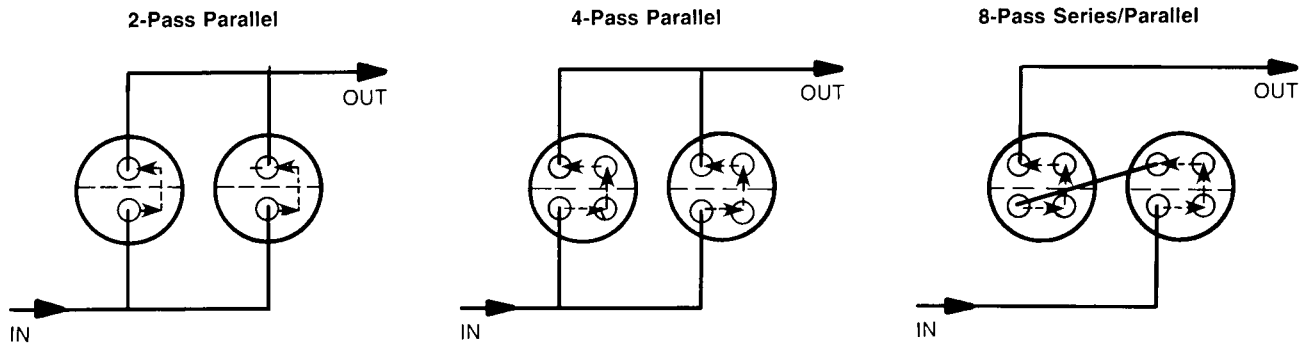 2-Pass Parallel
4-Pass Parallel
8-Pass Series/Parallel
OUT
OUT
OUT
IN
IN
IN